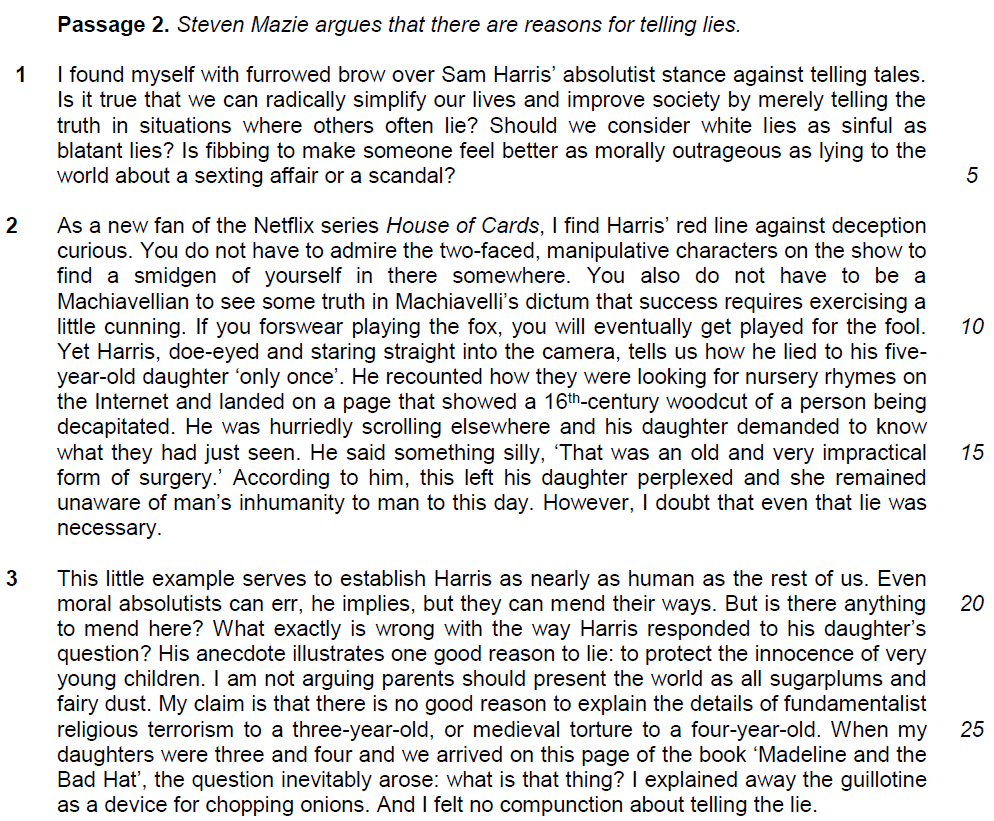 Passage 2. Steven Mazie argues that there are reasons for telling lies.
1 I found myself with furrowed brow over Sam Harris’ absolutist stance against telling tales.
Is it true that we can radically simplify our lives and improve society by merely telling the
truth in situations where others often lie? Should we consider white lies as sinful as
blatant lies? Is fibbing to make someone feel better as morally outrageous as lying to the
world about a sexting affair or a scandal? 5
2 As a new fan of the Netflix series House of Cards, I find Harris’ red line against deception
curious. You do not have to admire the two-faced, manipulative characters on the show to
find a smidgen of yourself in there somewhere. You also do not have to be a
Machiavellian to see some truth in Machiavelli’s dictum that success requires exercising a
little cunning. If you forswear playing the fox, you will eventually get played for the fool. 10
Yet Harris, doe-eyed and staring straight into the camera, tells us how he lied to his five-
year-old daughter ‘only once’. He recounted how they were looking for nursery rhymes on
the Internet and landed on a page that showed a 16th-century woodcut of a person being
decapitated. He was hurriedly scrolling elsewhere and his daughter demanded to know
what they had just seen. He said something silly, ‘That was an old and very impractical 15
form of surgery.’ According to him, this left his daughter perplexed and she remained
unaware of man’s inhumanity to man to this day. However, I doubt that even that lie was
necessary.
3 This little example serves to establish Harris as nearly as human as the rest of us. Even
moral absolutists can err, he implies, but they can mend their ways. But is there anything 20
to mend here? What exactly is wrong with the way Harris responded to his daughter’s
question? His anecdote illustrates one good reason to lie: to protect the innocence of very
young children. I am not arguing parents should present the world as all sugarplums and
fairy dust. My claim is that there is no good reason to explain the details of fundamentalist
religious terrorism to a three-year-old, or medieval torture to a four-year-old. When my 25
daughters were three and four and we arrived on this page of the book ‘Madeline and the
Bad Hat’, the question inevitably arose: what is that thing? I explained away the guillotine
as a device for chopping onions. And I felt no compunction about telling the lie.